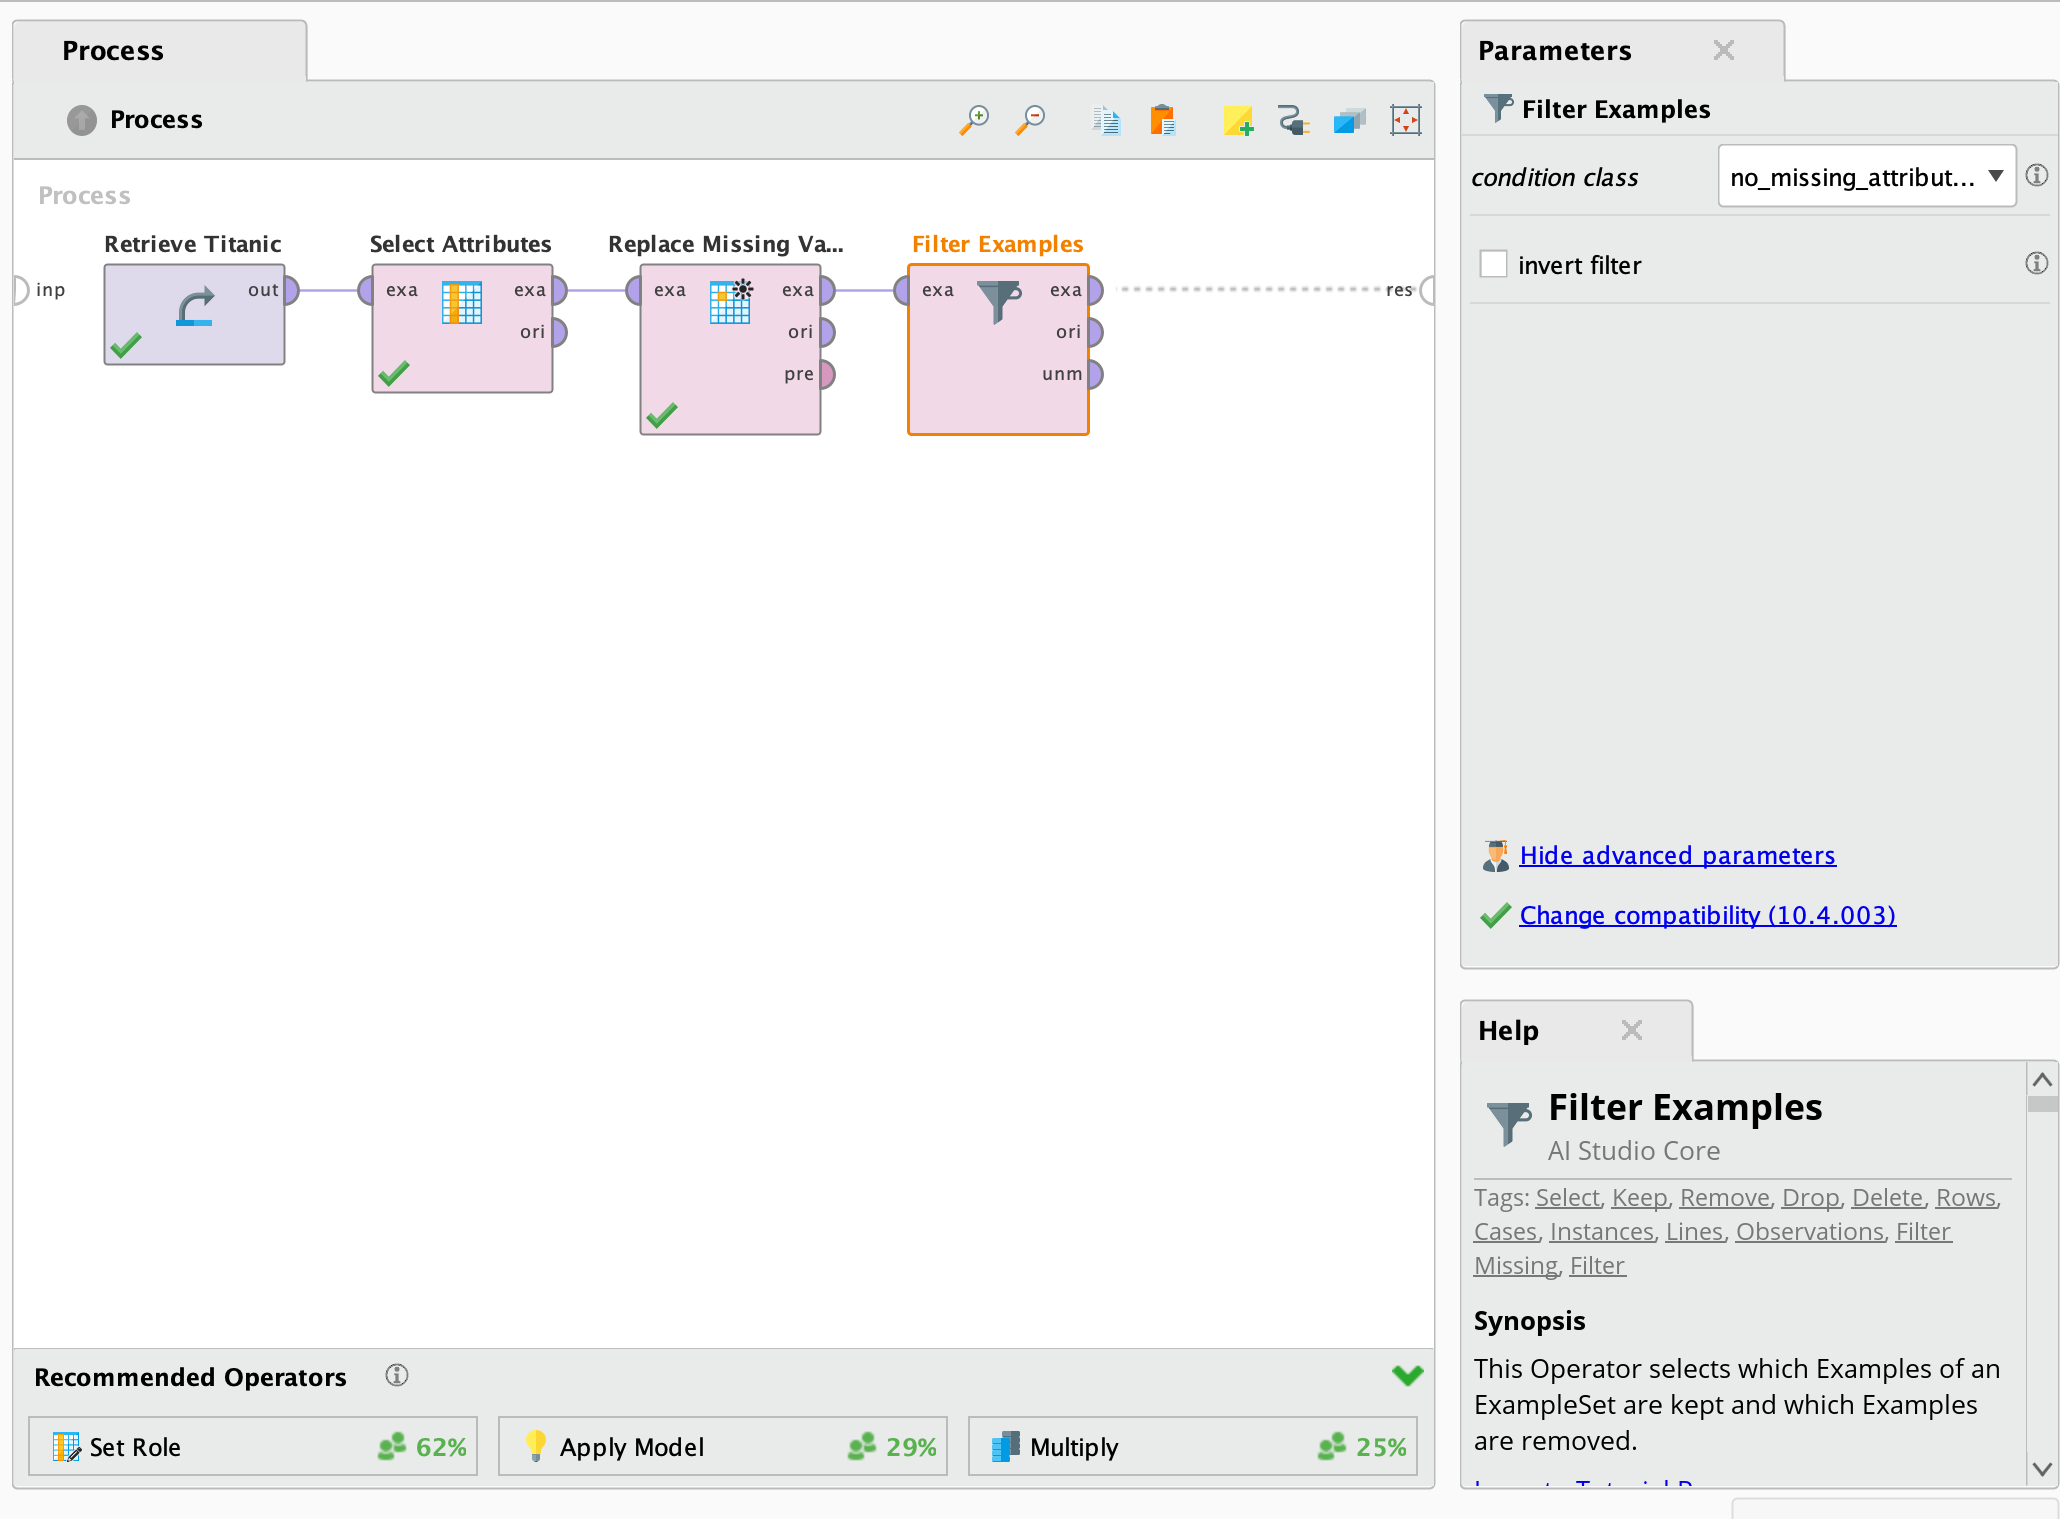 Process
Process
Process
Retrieve Titanic
Select Attributes
Replace Missing Va...
Filter Examples
inp
out
exa
exa
ori
exa
exa
ori
pre
exa
exa
ori
unm
res
Recommended Operators
Set Role
62%
Apply Model
29%
Multiply
25%
Parameters
Filter Examples
condition class
no_missing_attribut...
invert filter
Hide advanced parameters
Change compatibility (10.4.003)
Help
Filter Examples
AI Studio Core
Tags: Select, Keep, Remove, Drop, Delete, Rows,
Cases, Instances, Lines, Observations, Filter
Missing, Filter
Synopsis
This Operator selects which Examples of an
ExampleSet are kept and which Examples
are removed.